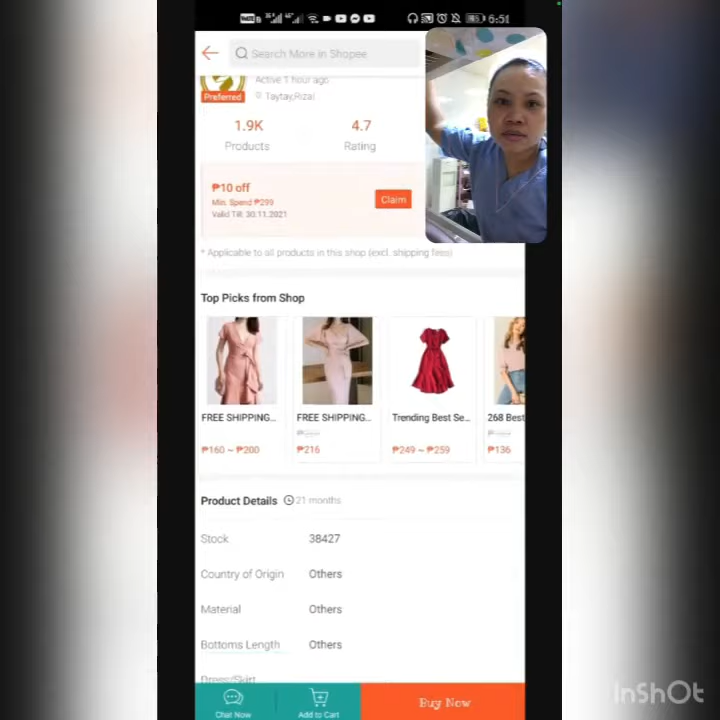 6:51
Search More in Shopee
Active 1 hour ago
Preferred
Taytay,Rizal
1.9K
4.7
Products
Rating
₱10 off
Min. Spend ₱299
Valid Till: 30.11.2021
Claim
* Applicable to all products in this shop (excl. shipping fees)
Top Picks from Shop
FREE SHIPPING...
FREE SHIPPING...
Trending Best Se...
268 Best
₱160 ~ ₱200
₱216
₱249 ~ ₱259
₱136
Product Details 21 months
Stock 38427
Country of Origin Others
Material Others
Bottoms Length Others
Dress/Skirt
Chat Now
Add to Cart
Buy Now
InShOt